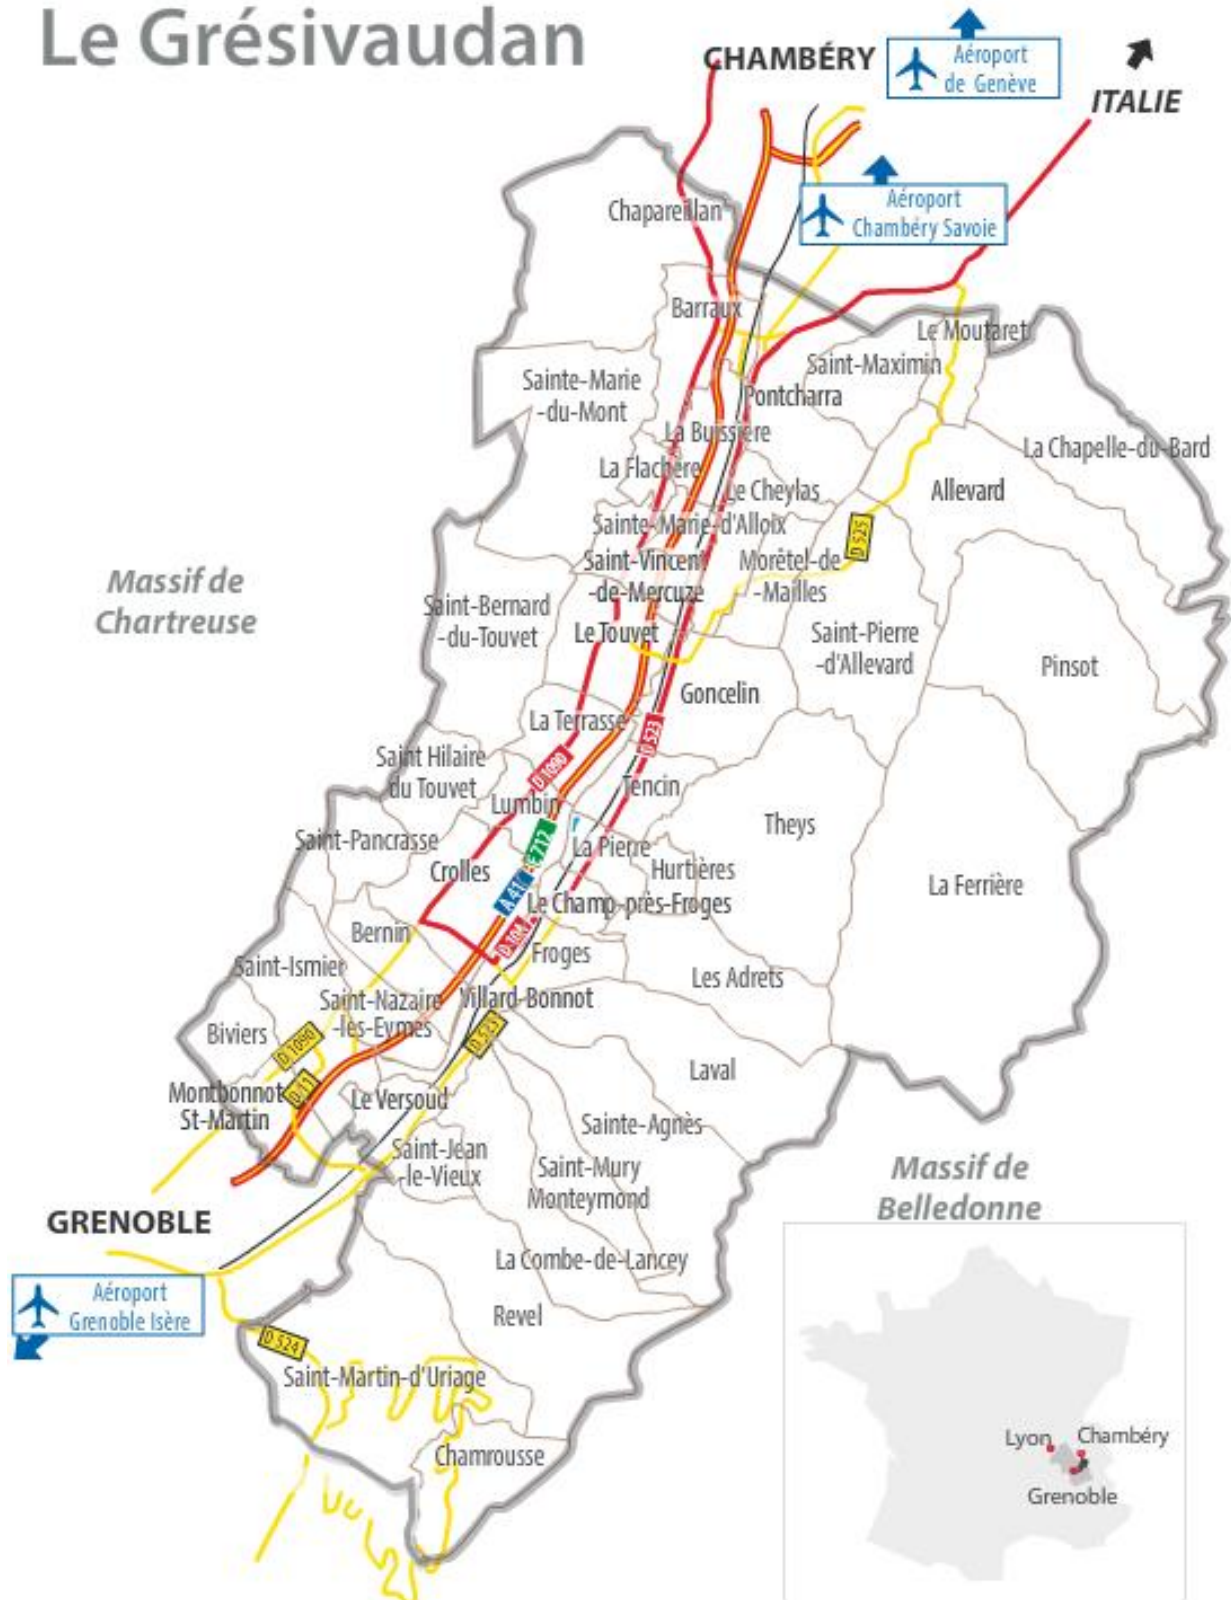 Le Grésivaudan
CHAMBÉRY
Aéroport
de Genève
ITALIE
Aéroport
Chambéry Savoie
Chapareillan
Barraux
Le Moutaret
Saint-Maximin
Sainte-Marie
-du-Mont
Pontcharra
La Buissière
La Chapelle-du-Bard
La Flachère
Le Cheylas
Allevard
Sainte-Marie-d'Alloix
D 525
Saint-Vincent
-de-Mercuze
Morêtel-de
-Mailles
Massif de
Chartreuse
Saint-Bernard
-du-Touvet
Le Touvet
Saint-Pierre
-d'Allevard
Pinsot
Goncelin
La Terrasse
D 523
Saint Hilaire
du Touvet
D 1090
Tencin
Lumbin
Theys
Saint-Pancrasse
E 712
La Pierre
Crolles
Hurtières
A 41
La Ferrière
Le Champ-près-Froges
Bernin
D 10
Froges
Saint-Ismier
Les Adrets
Saint-Nazaire
-les-Eymes
Villard-Bonnot
Biviers
D 1090
D 523
Laval
Montbonnot
St-Martin
D 11
Le Versoud
Sainte-Agnès
Saint-Jean
-le-Vieux
Saint-Mury
Monteymond
Massif de
Belledonne
GRENOBLE
La Combe-de-Lancey
Aéroport
Grenoble Isère
Revel
D 524
Saint-Martin-d'Uriage
Chamrousse
Lyon
Chambéry
Grenoble